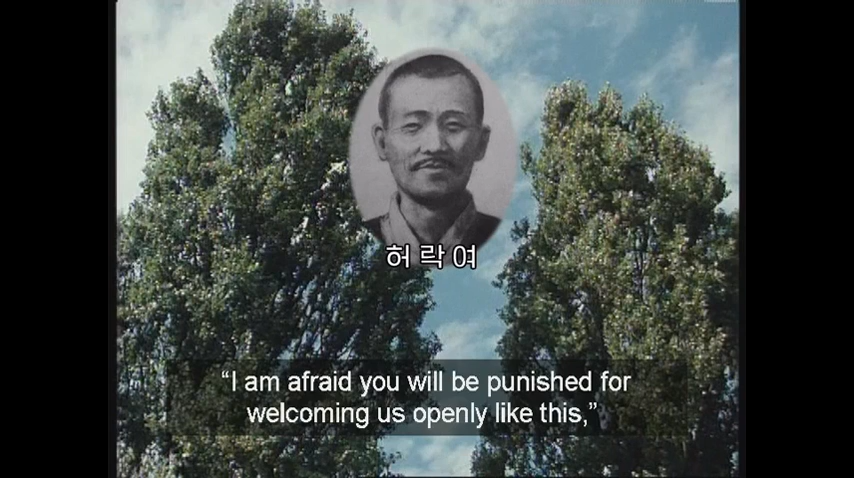 허락여
“I am afraid you will be punished for
welcoming us openly like this,”